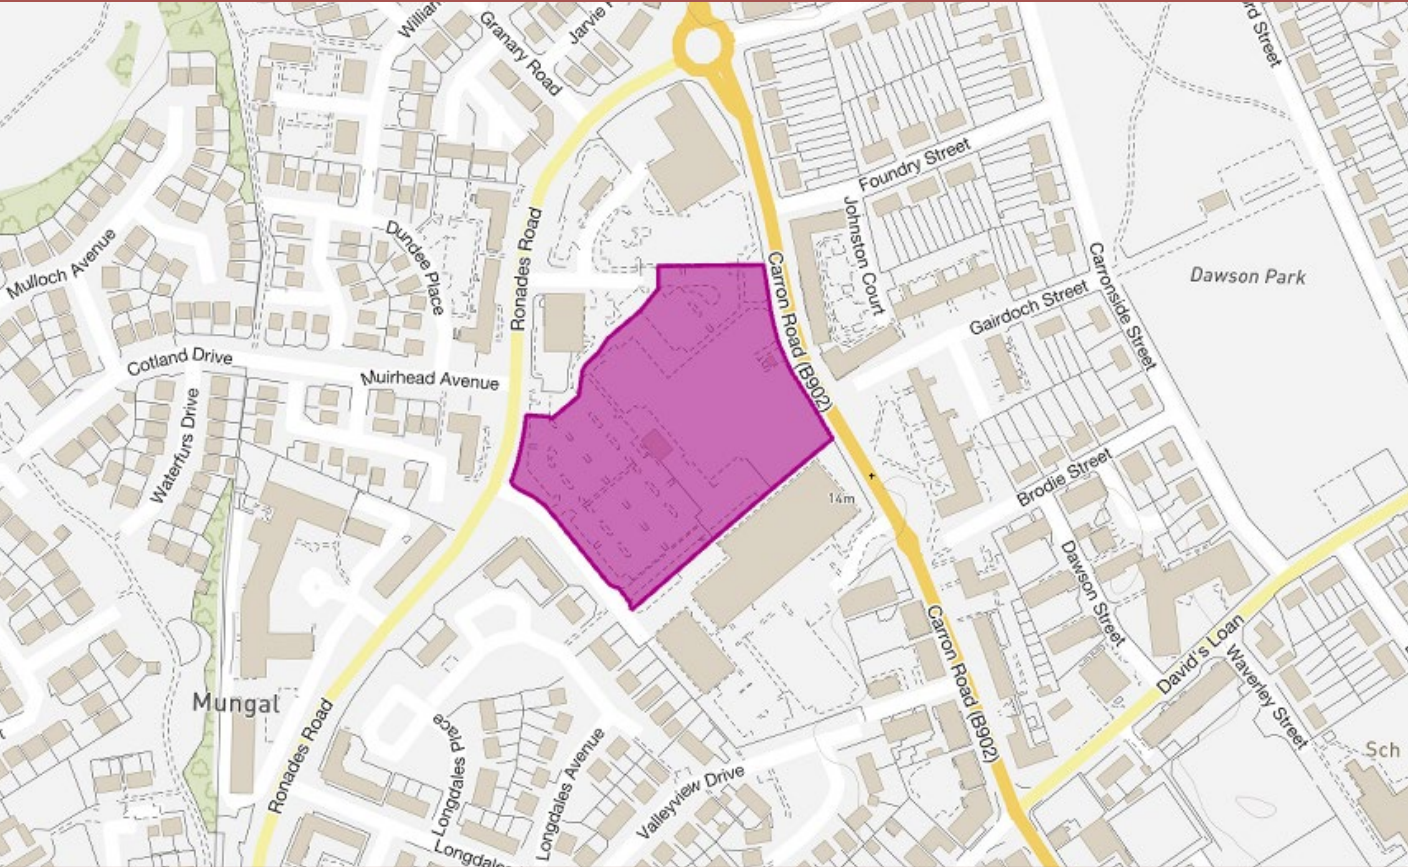 Granary Road
Foundry Street
Mulloch Avenue
Dundee Place
Ronades Road
Johnston Court
Carron Road (B902)
Carronside Street
Dawson Park
Gairdoch Street
Cotland Drive
Muirhead Avenue
Waterfurs Drive
Brodie Street
14m
Dawson Street
David's Loan
Waverley Street
Carron Road (B902)
Mungal
Ronades Road
Longdales Place
Longdales Avenue
Valleyview Drive
Sch